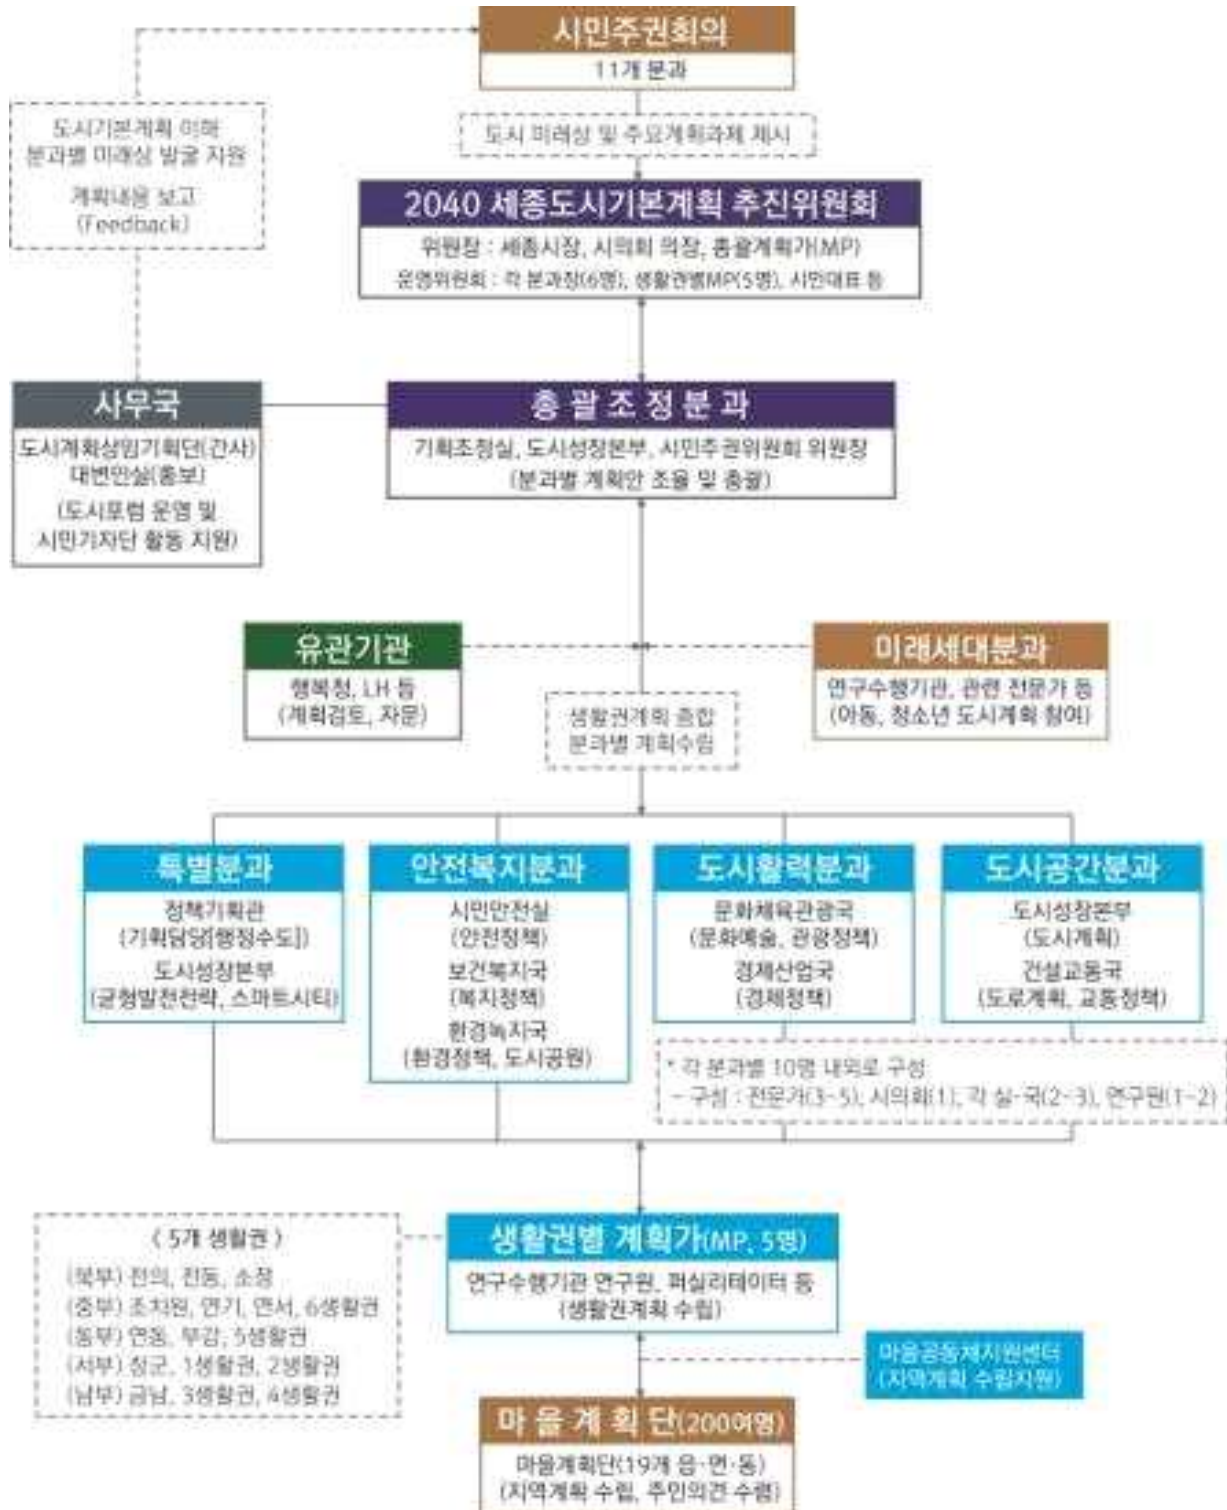 시민주권회의
11개 분과
도시기본계획 이해
분과별 미래상 발굴 지원
계획내용 보고
(Feedback)
도시 미래상 및 주요계획과제 제시
2040 세종도시기본계획 추진위원회
위원장 : 세종시장, 시의회 의장, 총괄계획가(MP)
운영위원회 : 각 분과장(6명), 생활권별MP(5명), 시민대표 등
사무국
도시계획상임기획단(간사)
대변인실(홍보)
(도시포럼 운영 및
시민기자단 활동 지원)
총 괄 조 정 분 과
기획조정실, 도시성장본부, 시민주권위원회 위원장
(분과별 계획안 조율 및 총괄)
유관기관
행복청, LH 등
(계획검토, 자문)
미래세대분과
연구수행기관, 관련 전문가 등
(아동, 청소년 도시계획 참여)
생활권계획 종합
분과별 계획수립
특별분과
정책기획관
(기획담당[행정수도])
도시성장본부
(균형발전전략, 스마트시티)
안전복지분과
시민안전실
(안전정책)
보건복지국
(복지정책)
환경녹지국
(환경정책, 도시공원)
도시활력분과
문화체육관광국
(문화예술, 관광정책)
경제산업국
(경제정책)
도시공간분과
도시성장본부
(도시계획)
건설교통국
(도로계획, 교통정책)
* 각 분과별 10명 내외로 구성
- 구성 : 전문가(3~5), 시의회(1), 각 실·국(2~3), 연구원(1~2)
< 5개 생활권 >
(북부) 전의, 전동, 소정
(중부) 조치원, 연기, 연서, 6생활권
(동부) 연동, 부강, 5생활권
(서부) 장군, 1생활권, 2생활권
(남부) 금남, 3생활권, 4생활권
생활권별 계획가(MP, 5명)
연구수행기관 연구원, 퍼실리테이터 등
(생활권계획 수립)
마을공동체지원센터
(지역계획 수립지원)
마 을 계 획 단(200여명)
마을계획단(19개 읍·면·동)
(지역계획 수립, 주민의견 수렴)